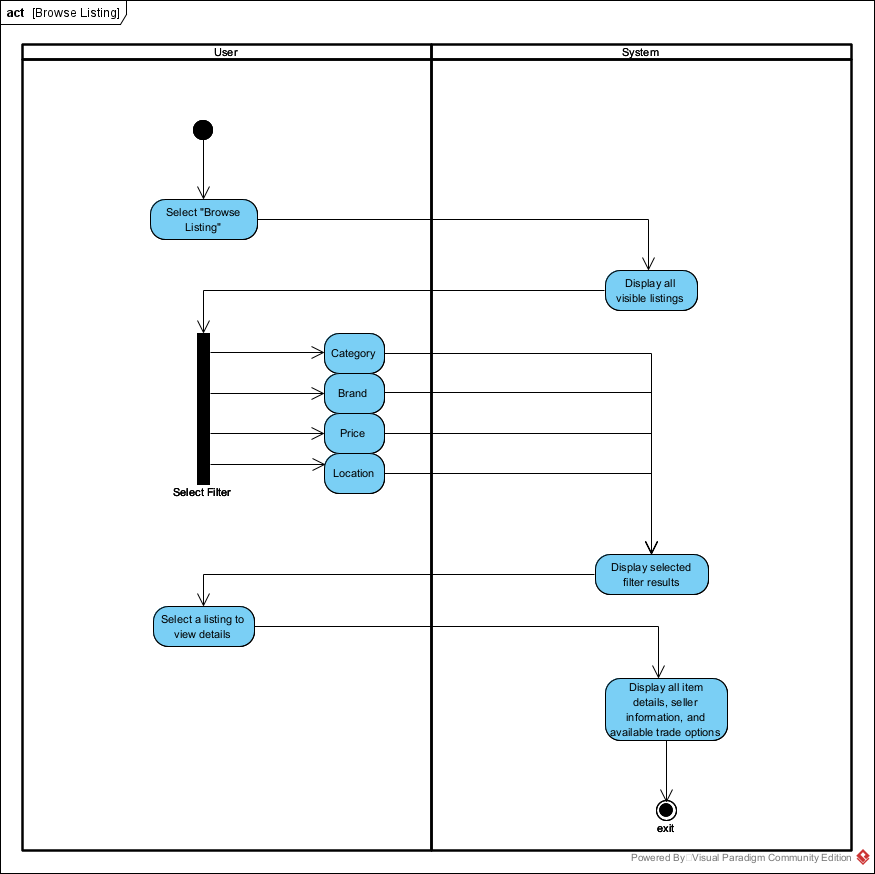 act [Browse Listing]
User
System
Select "Browse
Listing"
Display all
visible listings
Category
Brand
Price
Location
Select Filter
Display selected
filter results
Select a listing to
view details
Display all item
details, seller
information, and
available trade options
exit
Powered By Visual Paradigm Community Edition